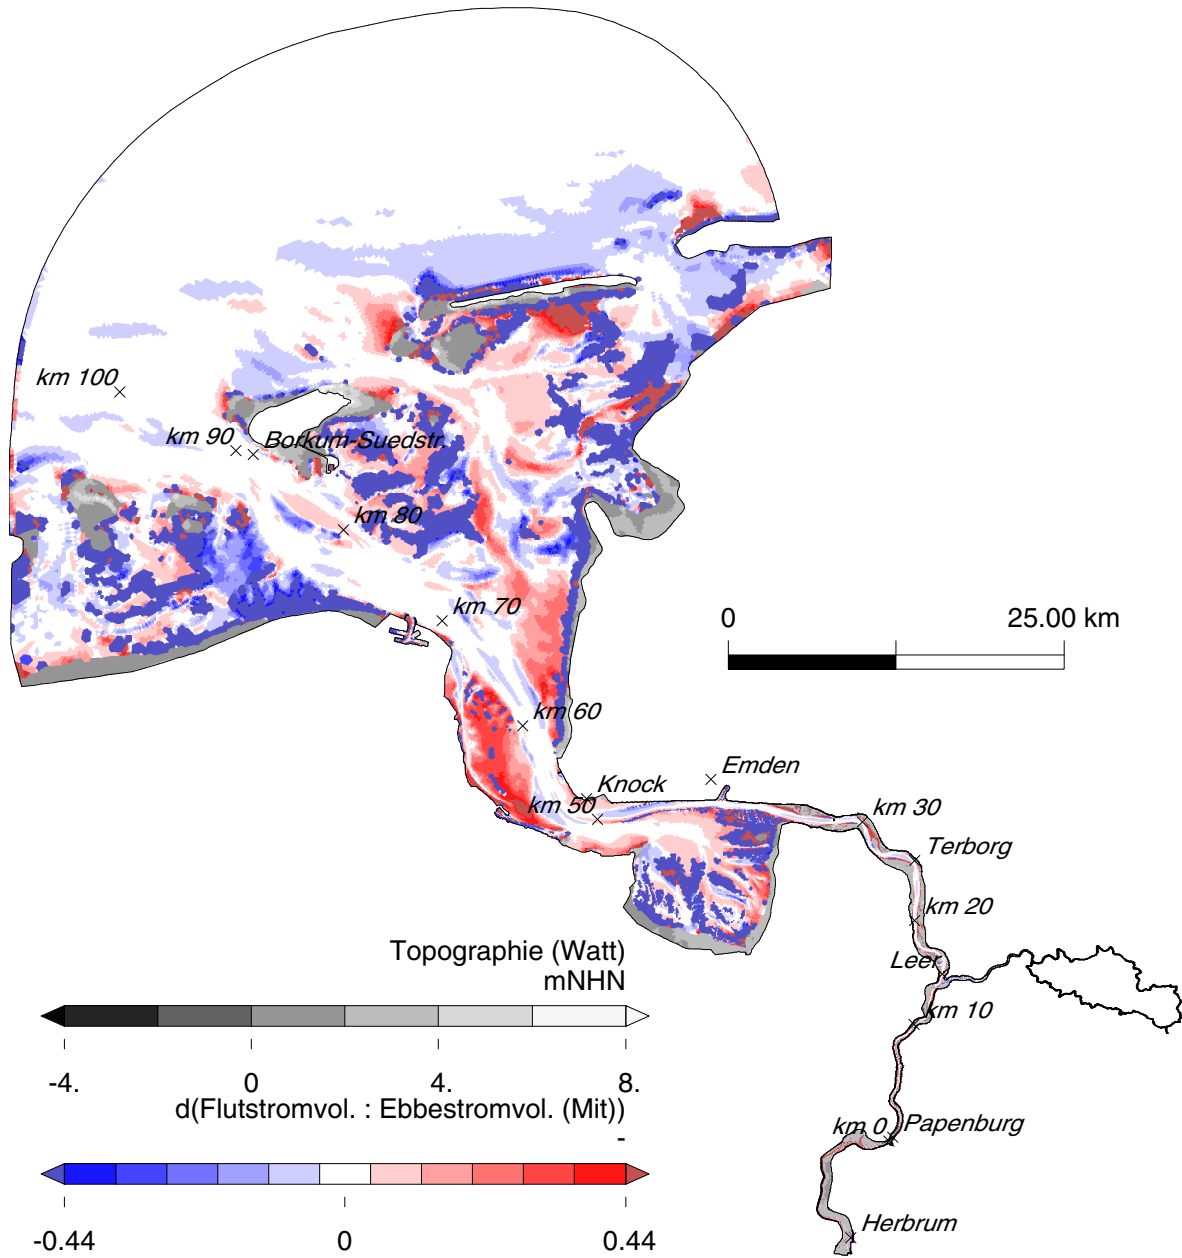 km 100
km 90
Borkum-Suedstr.
km 80
km 70
0
25.00 km
km 60
Emden
Knock
km 50
km 30
Terborg
km 20
Leer
km 10
Topographie (Watt)
mNHN
-4.
0
4.
8.
d(Flutstromvol. : Ebbestromvol. (Mit))
-
km 0
Papenburg
Herbrum
-0.44
0
0.44